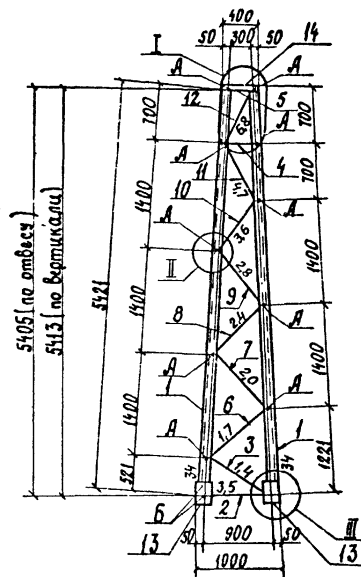 400
50 300 50
I
14
А
А
12
5
6,8
А
700
700
4
А
11
4,7
700
10
А
3,6
А
1400
II
2,8
1400
9
8
2,4
А
1400
7
А
2,0
А
1
6
1400
1,7
А
3
1
521
34
1,4
34
1221
Б
3,5
2
13
50
900
50
13
1000
III
5405 (по отвесу)
5413 (по вертикали)
5421